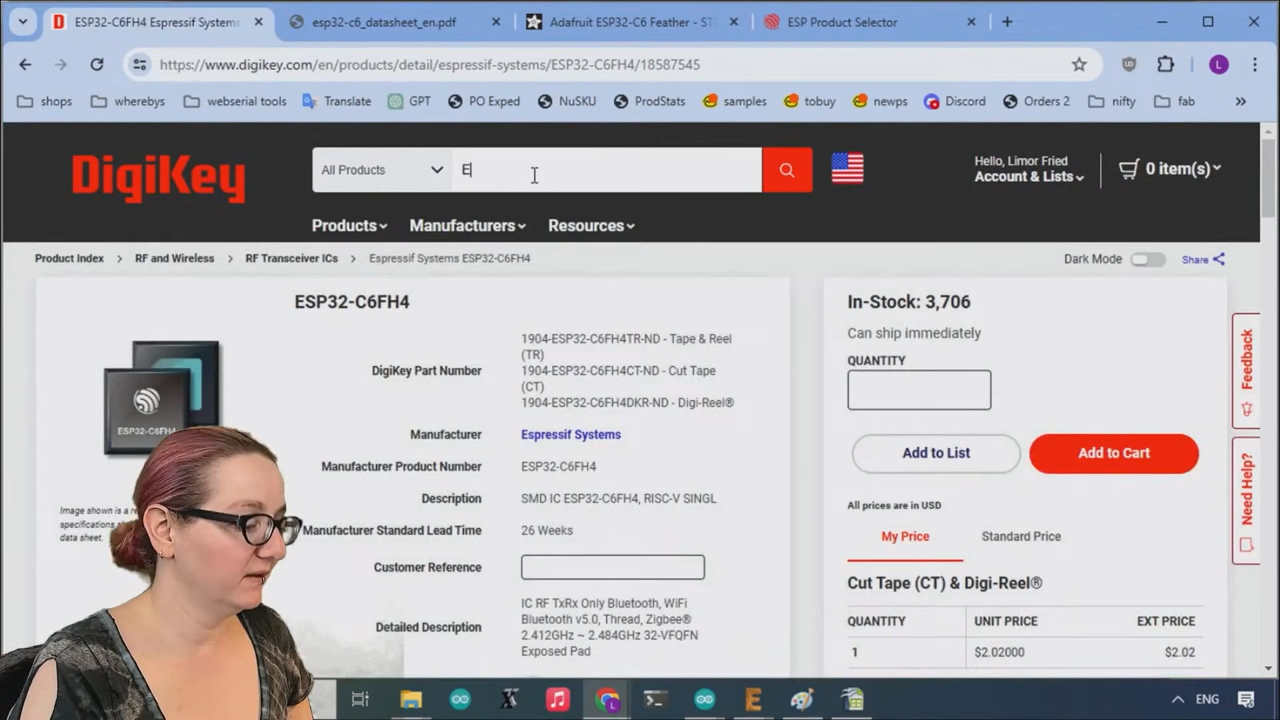 ESP32-C6FH4 Espressif Systems
esp32-c6_datasheet_en.pdf
Adafruit ESP32-C6 Feather - ST
ESP Product Selector
https://www.digikey.com/en/products/detail/espressif-systems/ESP32-C6FH4/18587545
shops
wherebys
webserial tools
Translate
GPT
PO Exped
NuSKU
ProdStats
samples
tobuy
newps
Discord
Orders 2
nifty
fab
DigiKey
All Products
E
Hello, Limor Fried
Account & Lists
0 item(s)
Products
Manufacturers
Resources
Product Index > RF and Wireless > RF Transceiver ICs > Espressif Systems ESP32-C6FH4
Dark Mode
Share
ESP32-C6FH4
ESP32-C6FH4
Image shown is a re
specifications s
data sheet.
DigiKey Part Number
1904-ESP32-C6FH4TR-ND - Tape & Reel
(TR)
1904-ESP32-C6FH4CT-ND - Cut Tape
(CT)
1904-ESP32-C6FH4DKR-ND - Digi-Reel®
Manufacturer
Espressif Systems
Manufacturer Product Number
ESP32-C6FH4
Description
SMD IC ESP32-C6FH4, RISC-V SINGL
Manufacturer Standard Lead Time
26 Weeks
Customer Reference
Detailed Description
IC RF TxRx Only Bluetooth, WiFi
Bluetooth v5.0, Thread, Zigbee®
2.412GHz ~ 2.484GHz 32-VFQFN
Exposed Pad
In-Stock: 3,706
Can ship immediately
QUANTITY
Add to List
Add to Cart
All prices are in USD
My Price
Standard Price
Cut Tape (CT) & Digi-Reel®
QUANTITY
UNIT PRICE
EXT PRICE
1
$2.02000
$2.02
Feedback
Need Help?
ENG